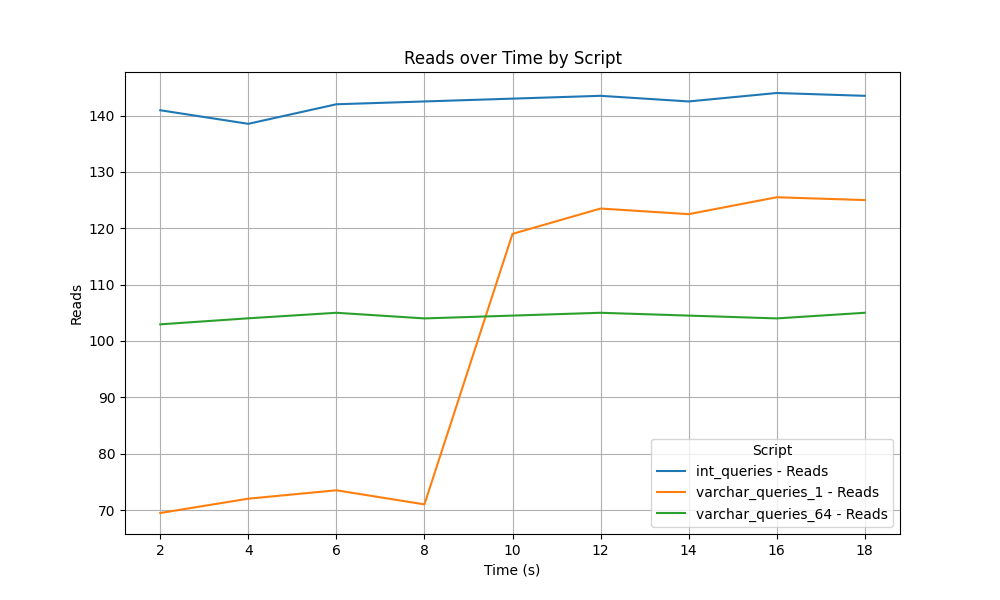 Reads over Time by Script
Reads
140
130
120
110
100
90
80
70
2 4 6 8 10 12 14 16 18
Time (s)
Script
int_queries - Reads
varchar_queries_1 - Reads
varchar_queries_64 - Reads